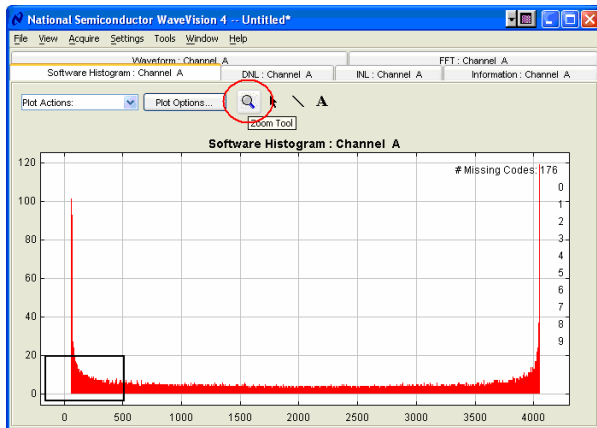 National Semiconductor WaveVision 4 -- Untitled*
File View Acquire Settings Tools Window Help
Waveform : Channel A FFT : Channel A
Software Histogram : Channel A DNL : Channel A INL : Channel A Information : Channel A
Plot Actions: Plot Options... A
Zoom Tool
Software Histogram : Channel A
# Missing Codes: 176
0
1
2
3
4
5
6
7
8
9
120
100
80
60
40
20
0
0 500 1000 1500 2000 2500 3000 3500 4000